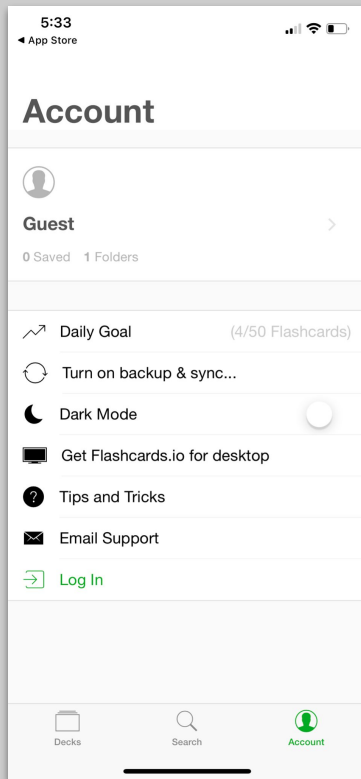 5:33
◀ App Store
Account
Guest
0 Saved 1 Folders
Daily Goal (4/50 Flashcards)
Turn on backup & sync...
Dark Mode
Get Flashcards.io for desktop
? Tips and Tricks
Email Support
Log In
Decks Search Account